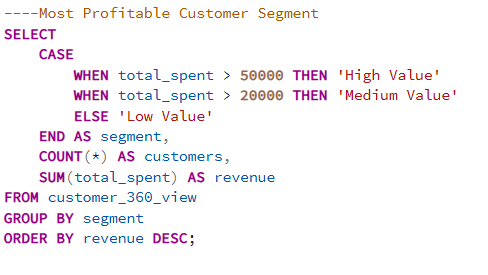 ----Most Profitable Customer Segment
SELECT
    CASE
        WHEN total_spent > 50000 THEN 'High Value'
        WHEN total_spent > 20000 THEN 'Medium Value'
        ELSE 'Low Value'
    END AS segment,
    COUNT(*) AS customers,
    SUM(total_spent) AS revenue
FROM customer_360_view
GROUP BY segment
ORDER BY revenue DESC;